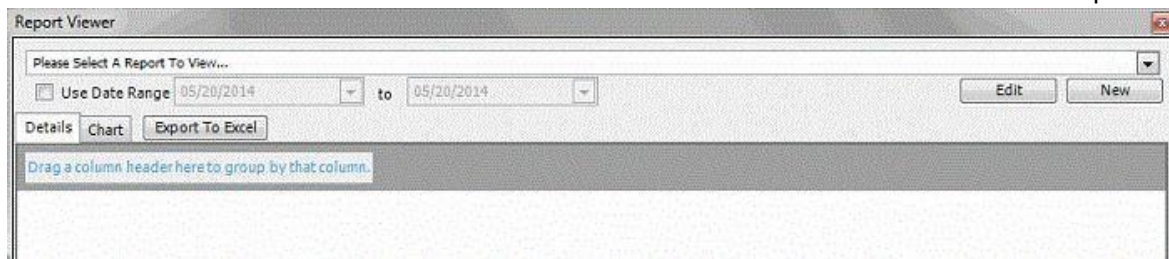 Report Viewer
Please Select A Report To View...
Use Date Range 05/20/2014 to 05/20/2014 Edit New
Details Chart Export To Excel
Drag a column header here to group by that column.